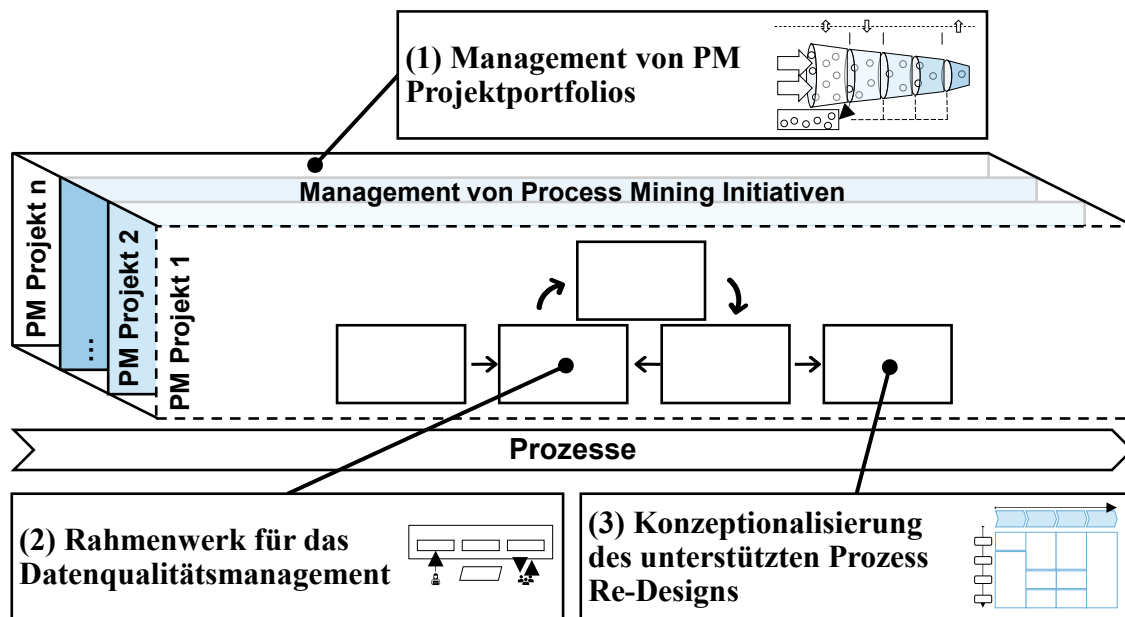 (1) Management von PM
Projektportfolios
Management von Process Mining Initiativen
PM Projekt n
...
PM Projekt 2
PM Projekt 1
Prozesse
(2) Rahmenwerk für das
Datenqualitätsmanagement
(3) Konzeptionalisierung
des unterstützten Prozess
Re-Designs